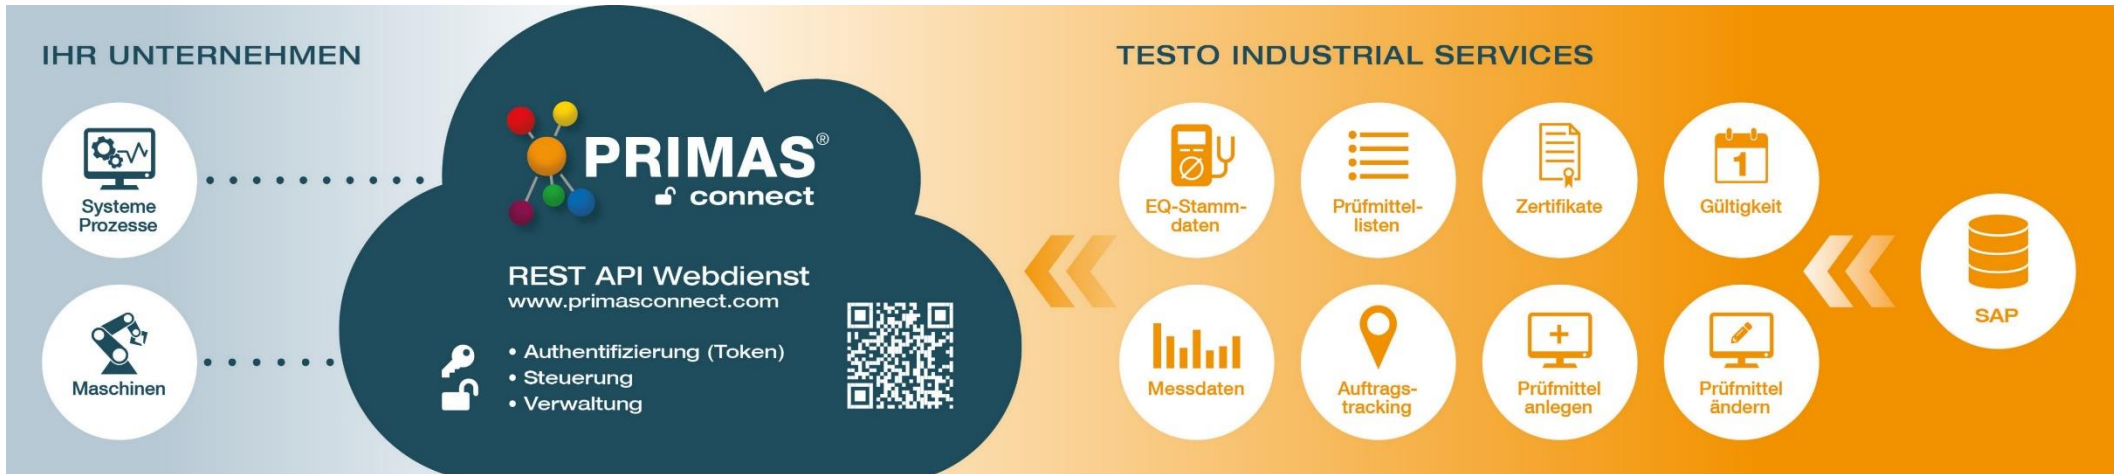 IHR UNTERNEHMEN
Systeme
Prozesse
Maschinen
PRIMAS®
connect
REST API Webdienst
www.primasconnect.com
• Authentifizierung (Token)
• Steuerung
• Verwaltung
TESTO INDUSTRIAL SERVICES
EQ-Stamm-
daten
Prüfmittel-
listen
Zertifikate
1
Gültigkeit
Messdaten
Auftrags-
tracking
Prüfmittel
anlegen
Prüfmittel
ändern
SAP